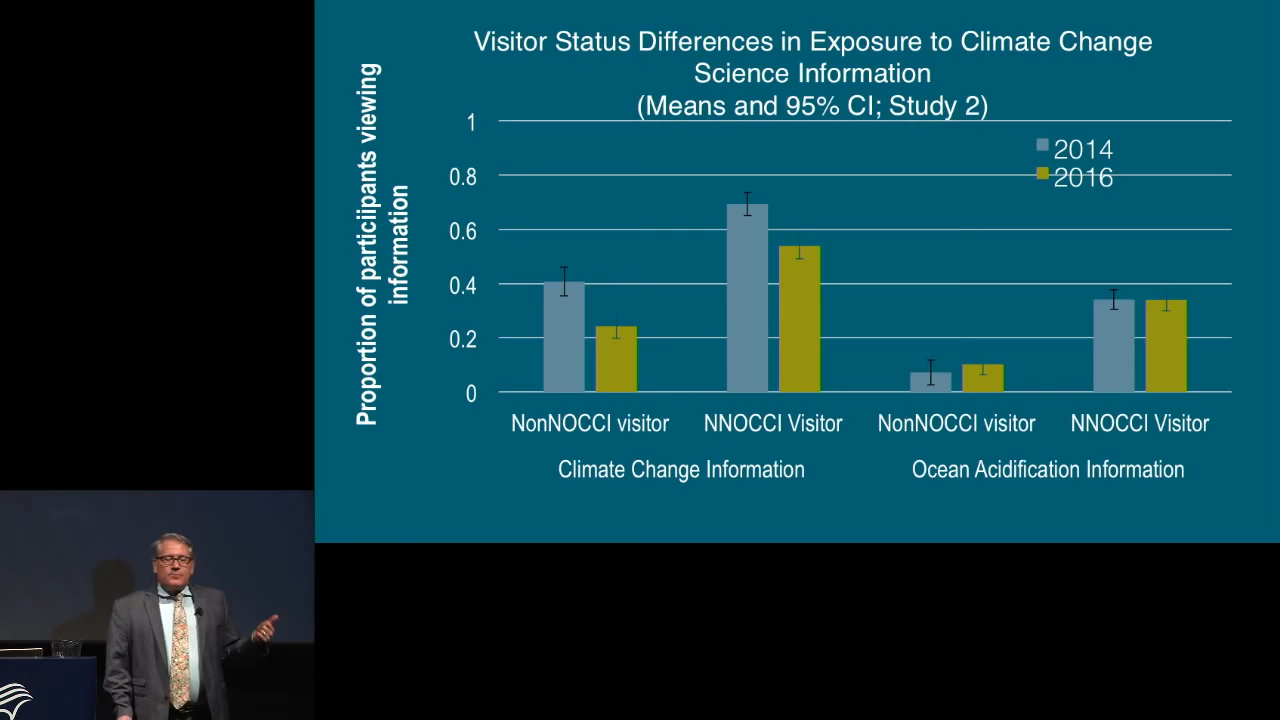 Visitor Status Differences in Exposure to Climate Change
Science Information
(Means and 95% CI; Study 2)
Proportion of particiipants viewing
information
1
0.8
0.6
0.4
0.2
0
2014
2016
NonNOCCI visitor
NNOCCI Visitor
NonNOCCI visitor
NNOCCI Visitor
Climate Change Information
Ocean Acidification Information